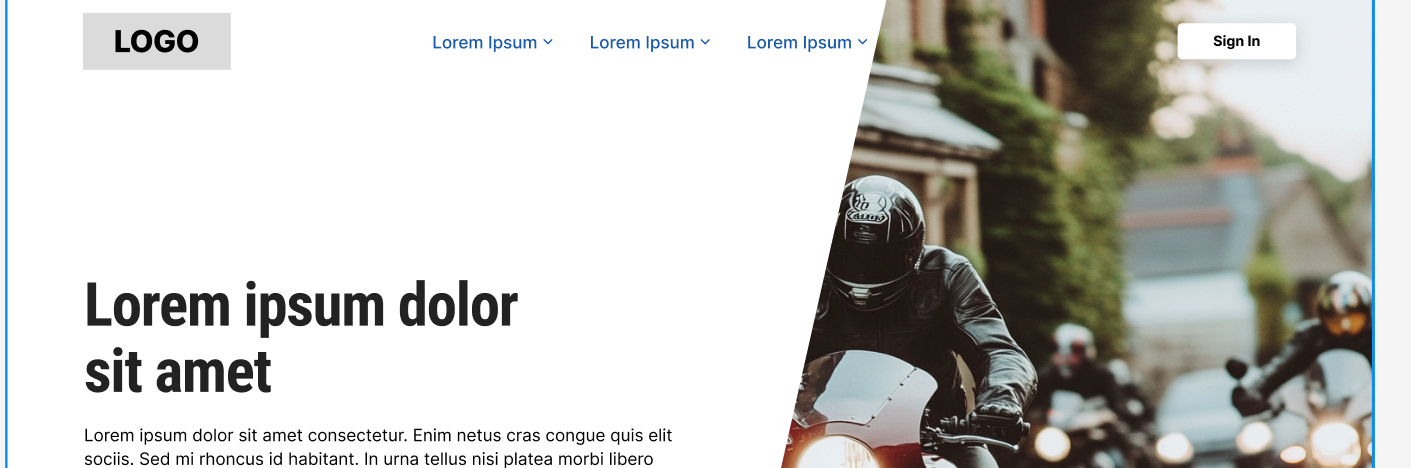 LOGO
Lorem Ipsum
Lorem Ipsum
Lorem Ipsum
Sign In
Lorem ipsum dolor
sit amet
Lorem ipsum dolor sit amet consectetur. Enim netus cras congue quis elit
sociis. Sed mi rhoncus id habitant. In urna tellus nisi platea morbi libero